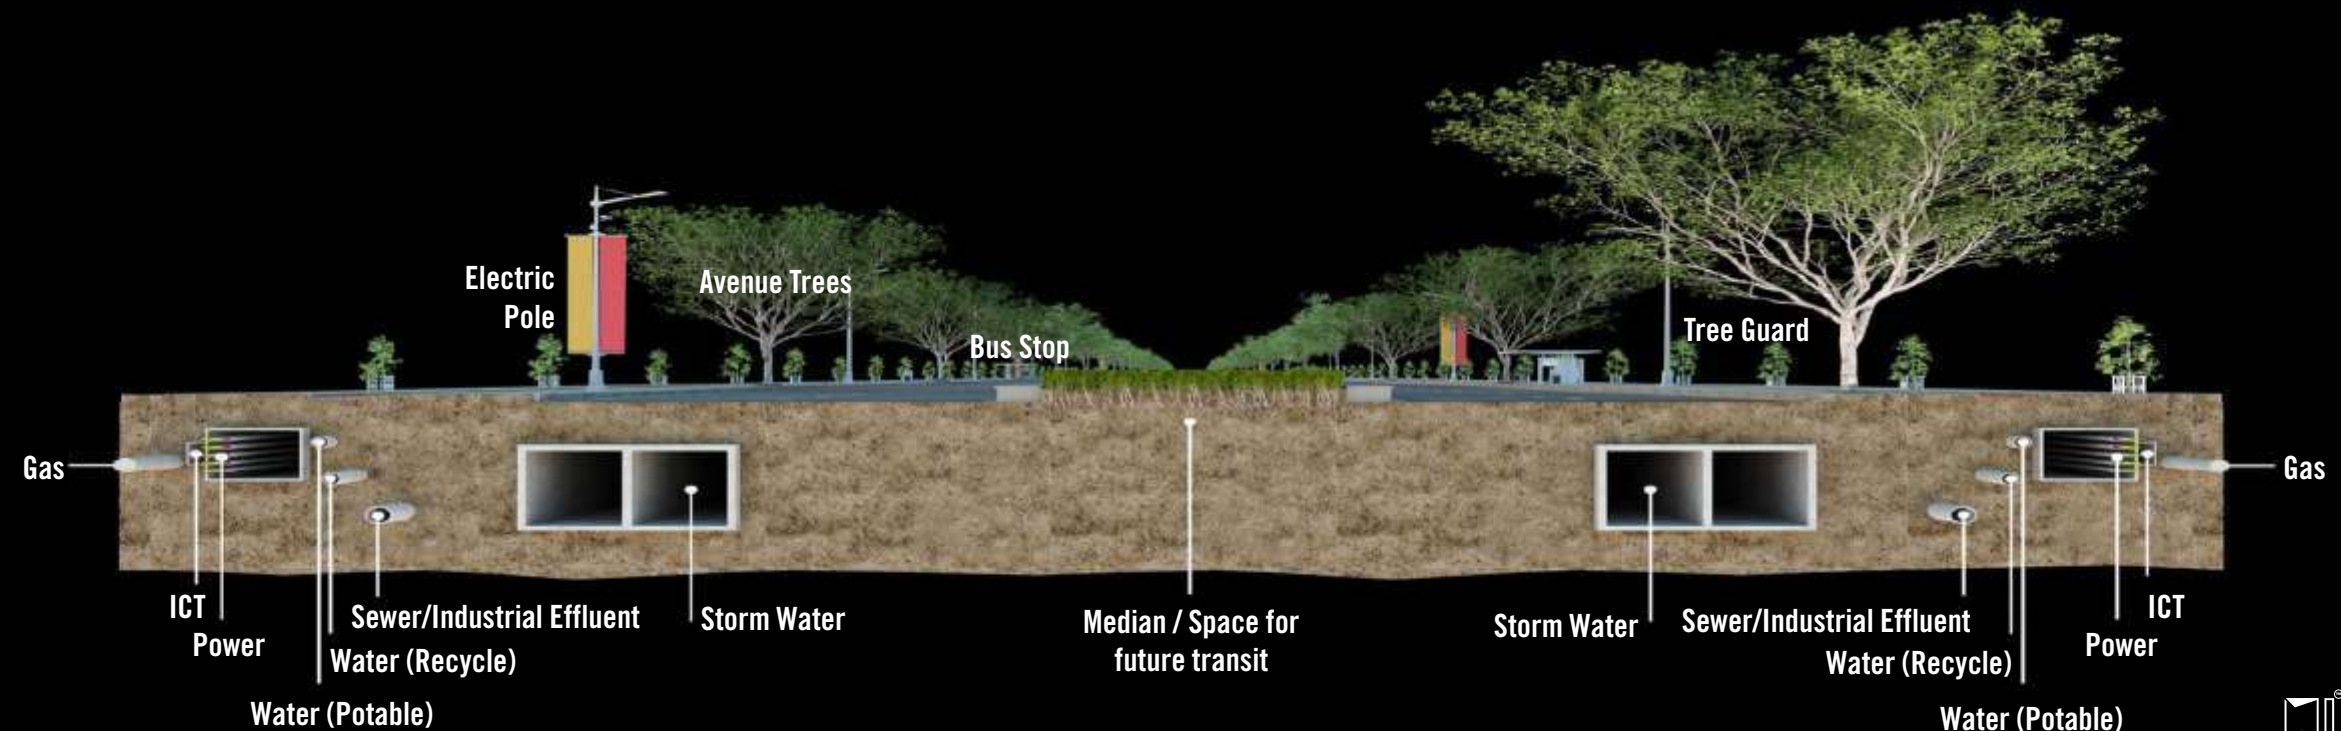 Electric
Pole
Avenue Trees
Bus Stop
Tree Guard
Gas
Gas
ICT
Power
Sewer/Industrial Effluent
Water (Recycle)
Water (Potable)
Storm Water
Median / Space for
future transit
Storm Water
Sewer/Industrial Effluent
Water (Recycle)
Water (Potable)
ICT
Power